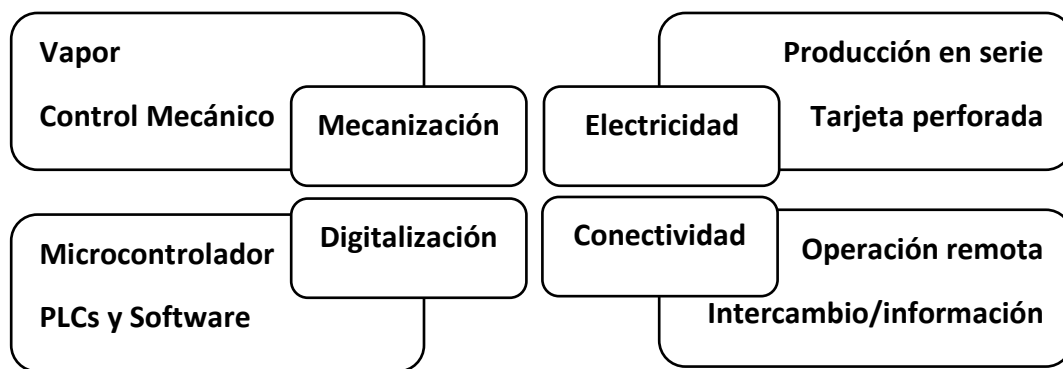 Vapor
Control Mecánico
Mecanización
Electricidad
Producción en serie
Tarjeta perforada
Digitalización
Microcontrolador
PLCs y Software
Conectividad
Operación remota
Intercambio/información